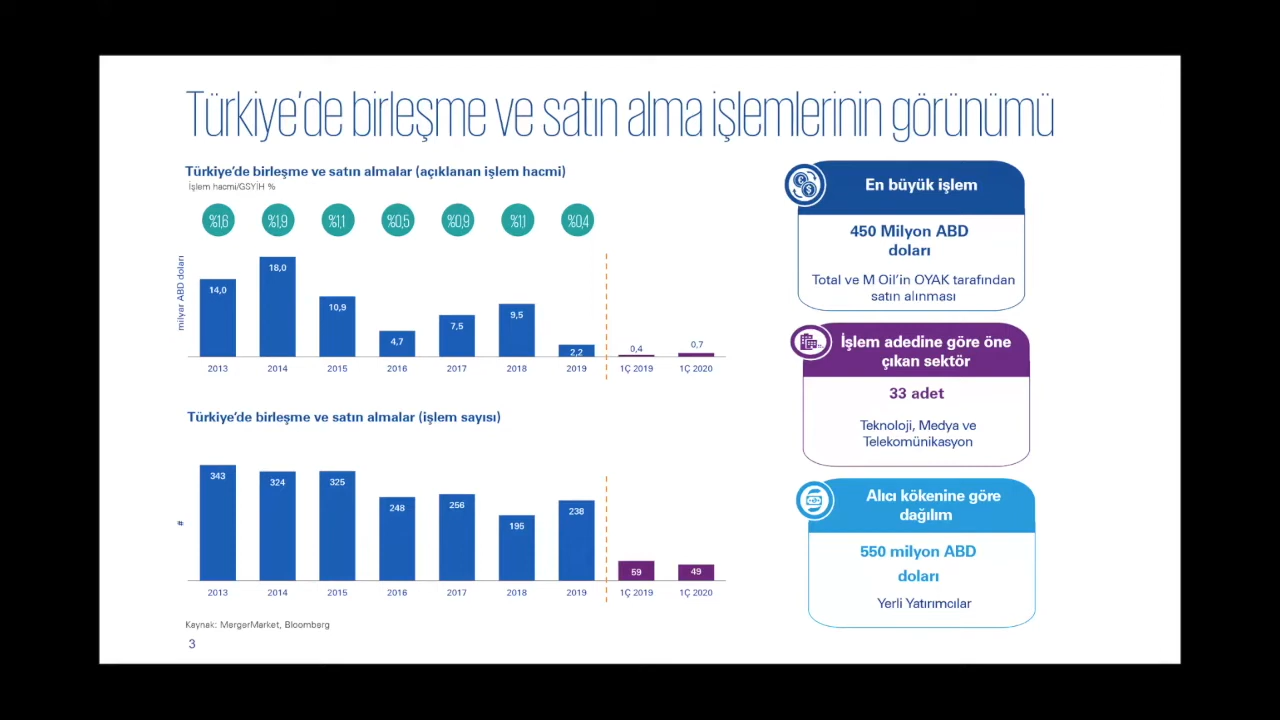 Türkiye'de birleşme ve satın alma işlemlerinin görünümü
Türkiye'de birleşme ve satın almalar (açıklanan işlem hacmi)
İşlem hacmi/GSYİH %
%1,6 %1,9 %1,1 %0,5 %0,9 %1,1 %0,4
milyar ABD doları
14,0 18,0 10,9 4,7 7,5 9,5 2,2 0,4 0,7
2013 2014 2015 2016 2017 2018 2019 1Ç 2019 1Ç 2020
Türkiye'de birleşme ve satın almalar (işlem sayısı)
#
343 324 325 248 256 195 238 59 49
2013 2014 2015 2016 2017 2018 2019 1Ç 2019 1Ç 2020
Kaynak: MergerMarket, Bloomberg
3
En büyük işlem
450 Milyon ABD
doları
Total ve M Oil'in OYAK tarafından
satın alınması
İşlem adedine göre öne
çıkan sektör
33 adet
Teknoloji, Medya ve
Telekomünikasyon
Alıcı kökenine göre
dağılım
550 milyon ABD
doları
Yerli Yatırımcılar